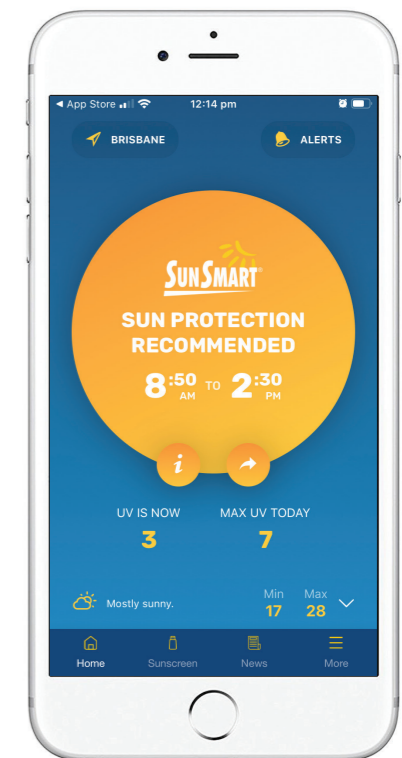 App Store
12:14 pm
BRISBANE
ALERTS
SUNSMART
SUN PROTECTION
RECOMMENDED
8:50 AM TO 2:30 PM
i
UV IS NOW
MAX UV TODAY
3
7
Mostly sunny.
Min Max
17 28
Home Sunscreen News More